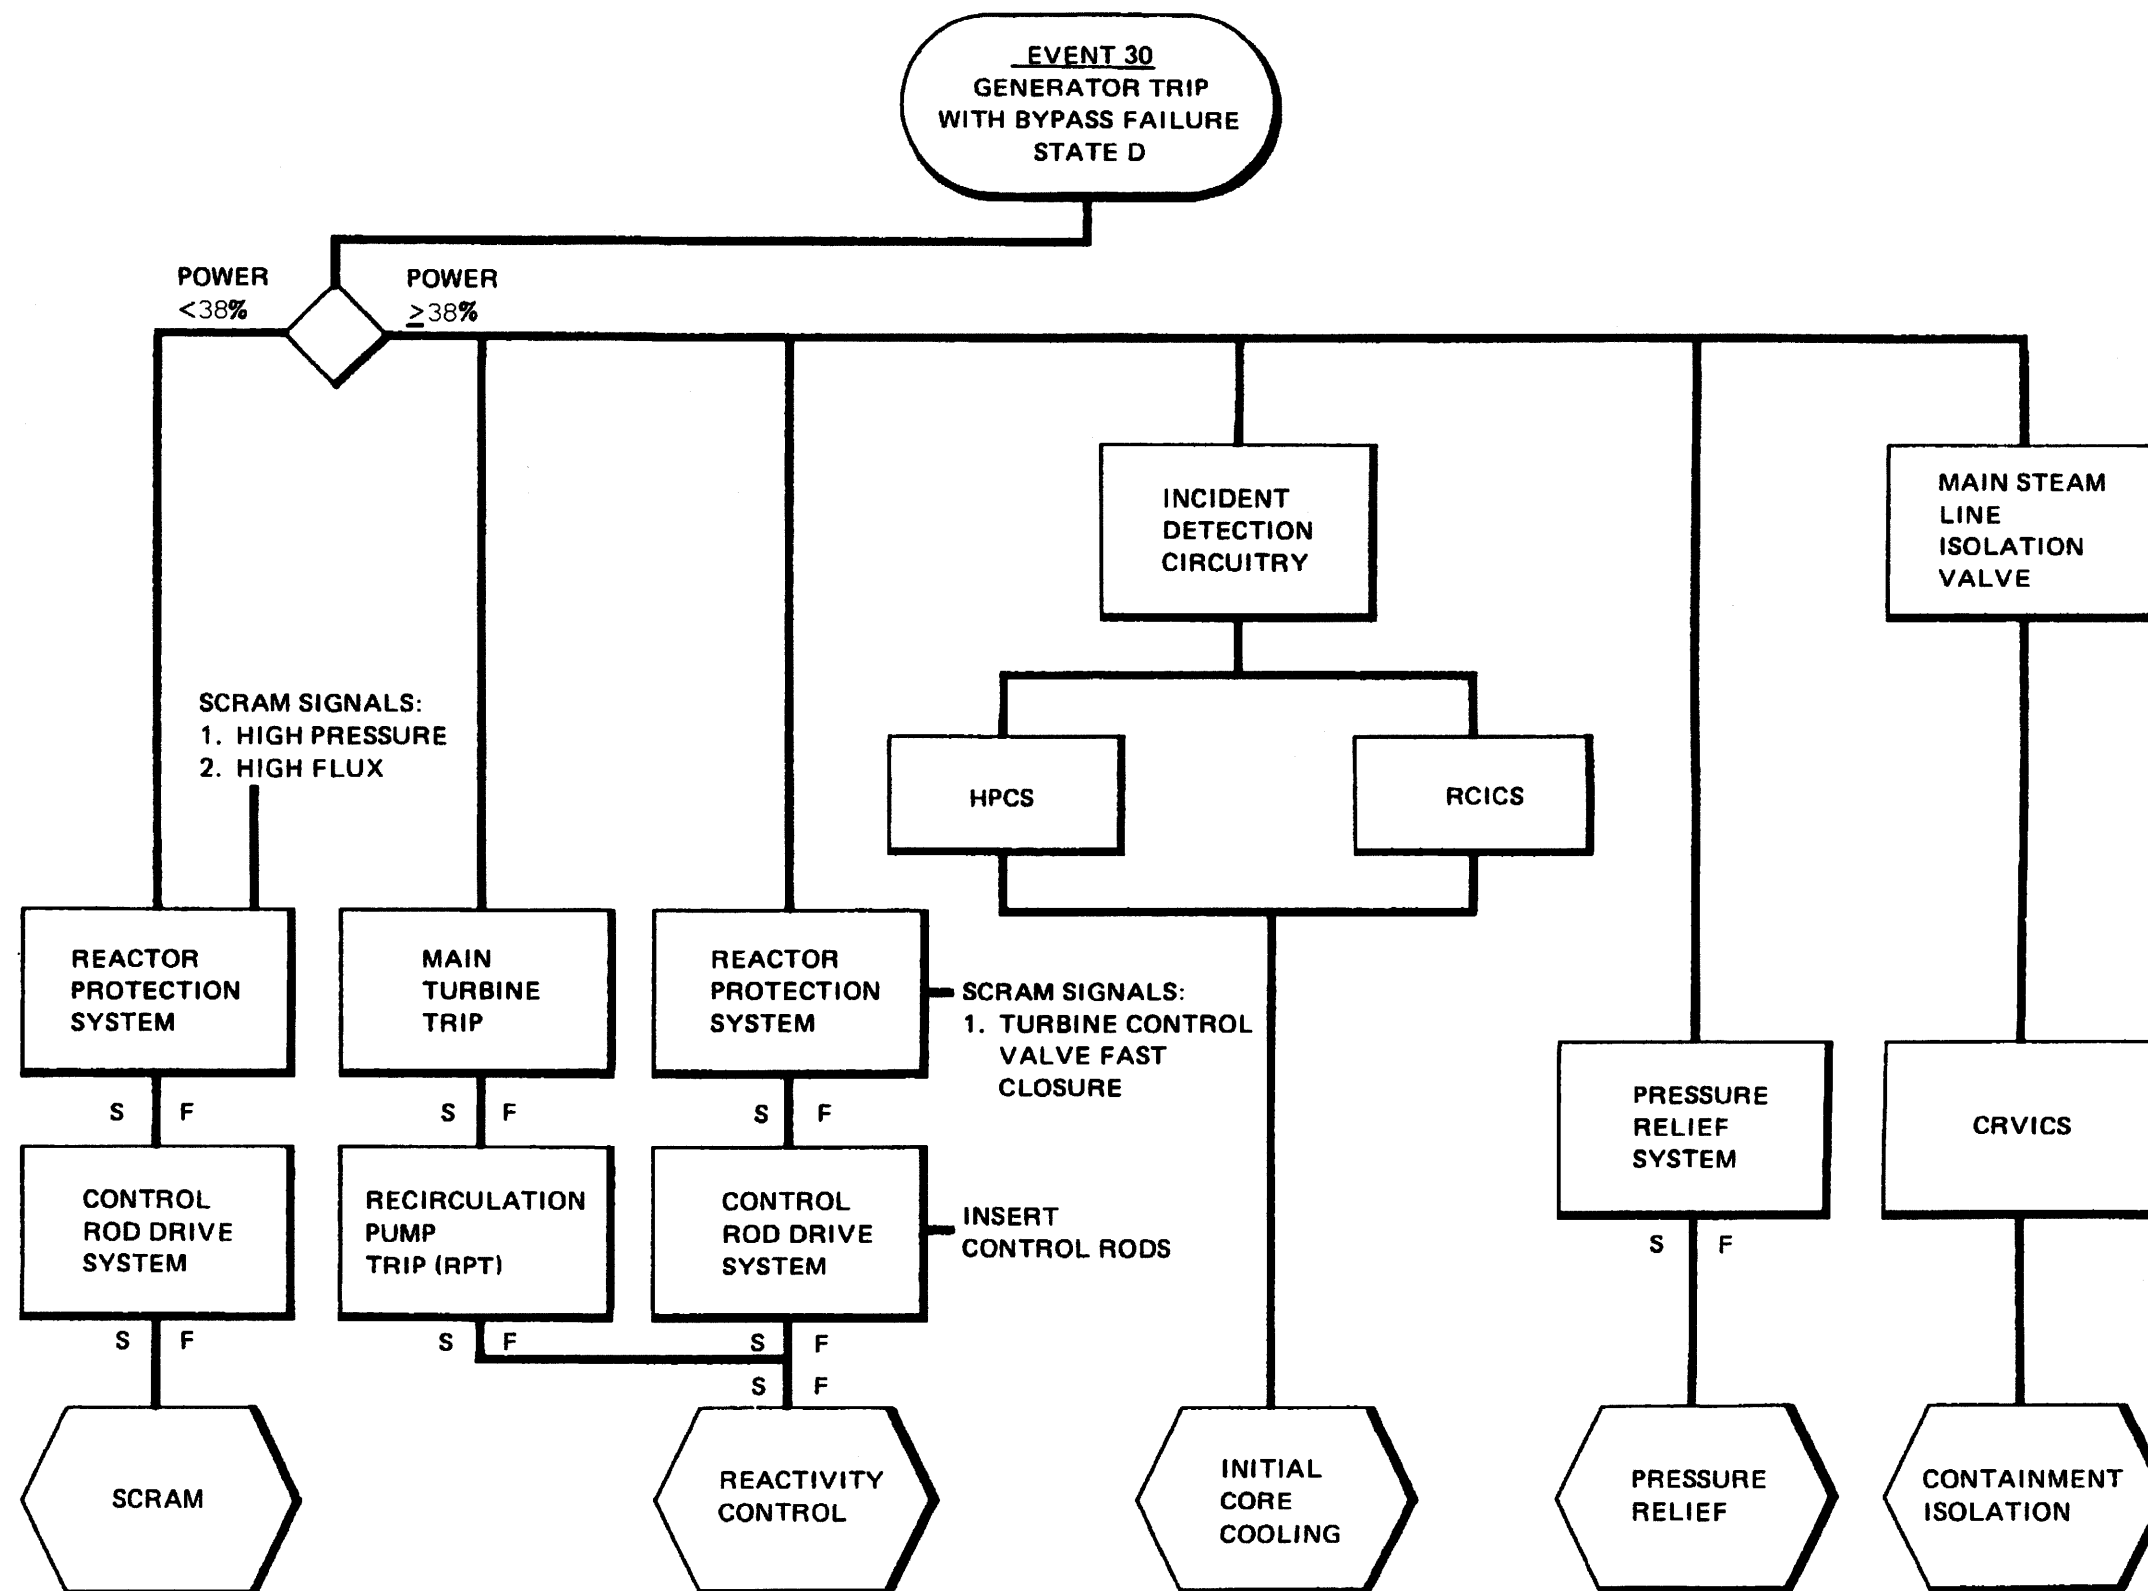 EVENT 30
GENERATOR TRIP
WITH BYPASS FAILURE
STATE D
POWER
<38%
POWER
≥38%
INCIDENT
DETECTION
CIRCUITRY
MAIN STEAM
LINE
ISOLATION
VALVE
SCRAM SIGNALS:
1. HIGH PRESSURE
2. HIGH FLUX
HPCS
RCICS
REACTOR
PROTECTION
SYSTEM
MAIN
TURBINE
TRIP
REACTOR
PROTECTION
SYSTEM
SCRAM SIGNALS:
1. TURBINE CONTROL
VALVE FAST
CLOSURE
PRESSURE
RELIEF
SYSTEM
CRVICS
S F
S F
S F
CONTROL
ROD DRIVE
SYSTEM
RECIRCULATION
PUMP
TRIP (RPT)
CONTROL
ROD DRIVE
SYSTEM
INSERT
CONTROL RODS
S F
S F
S F
S F
S F
SCRAM
REACTIVITY
CONTROL
INITIAL
CORE
COOLING
PRESSURE
RELIEF
CONTAINMENT
ISOLATION